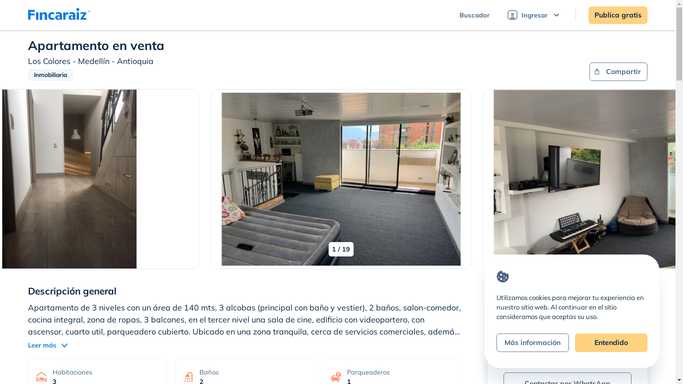 Fincaraiz
Buscador
Ingresar
Publica gratis
Apartamento en venta
Los Colores - Medellín - Antioquia
Inmobiliaria
Compartir
1 / 19
Descripción general
Apartamento de 3 niveles con un área de 140 mts, 3 alcobas (principal con baño y vestier), 2 baños, salon-comedor,
cocina integral, zona de ropas, 3 balcones, en el tercer nivel una sala de cine, edificio con videoportero, con
ascensor, cuarto util, parqueadero cubierto. Ubicado en una zona tranquila, cerca de servicios comerciales, ademá...
Leer más
Habitaciones
3
Baños
2
Parqueaderos
1
Utilizamos cookies para mejorar tu experiencia en
nuestro sitio web. Al continuar en el sitio
consideramos que aceptas su uso.
Más información
Entendido
Contactar por WhatsApp